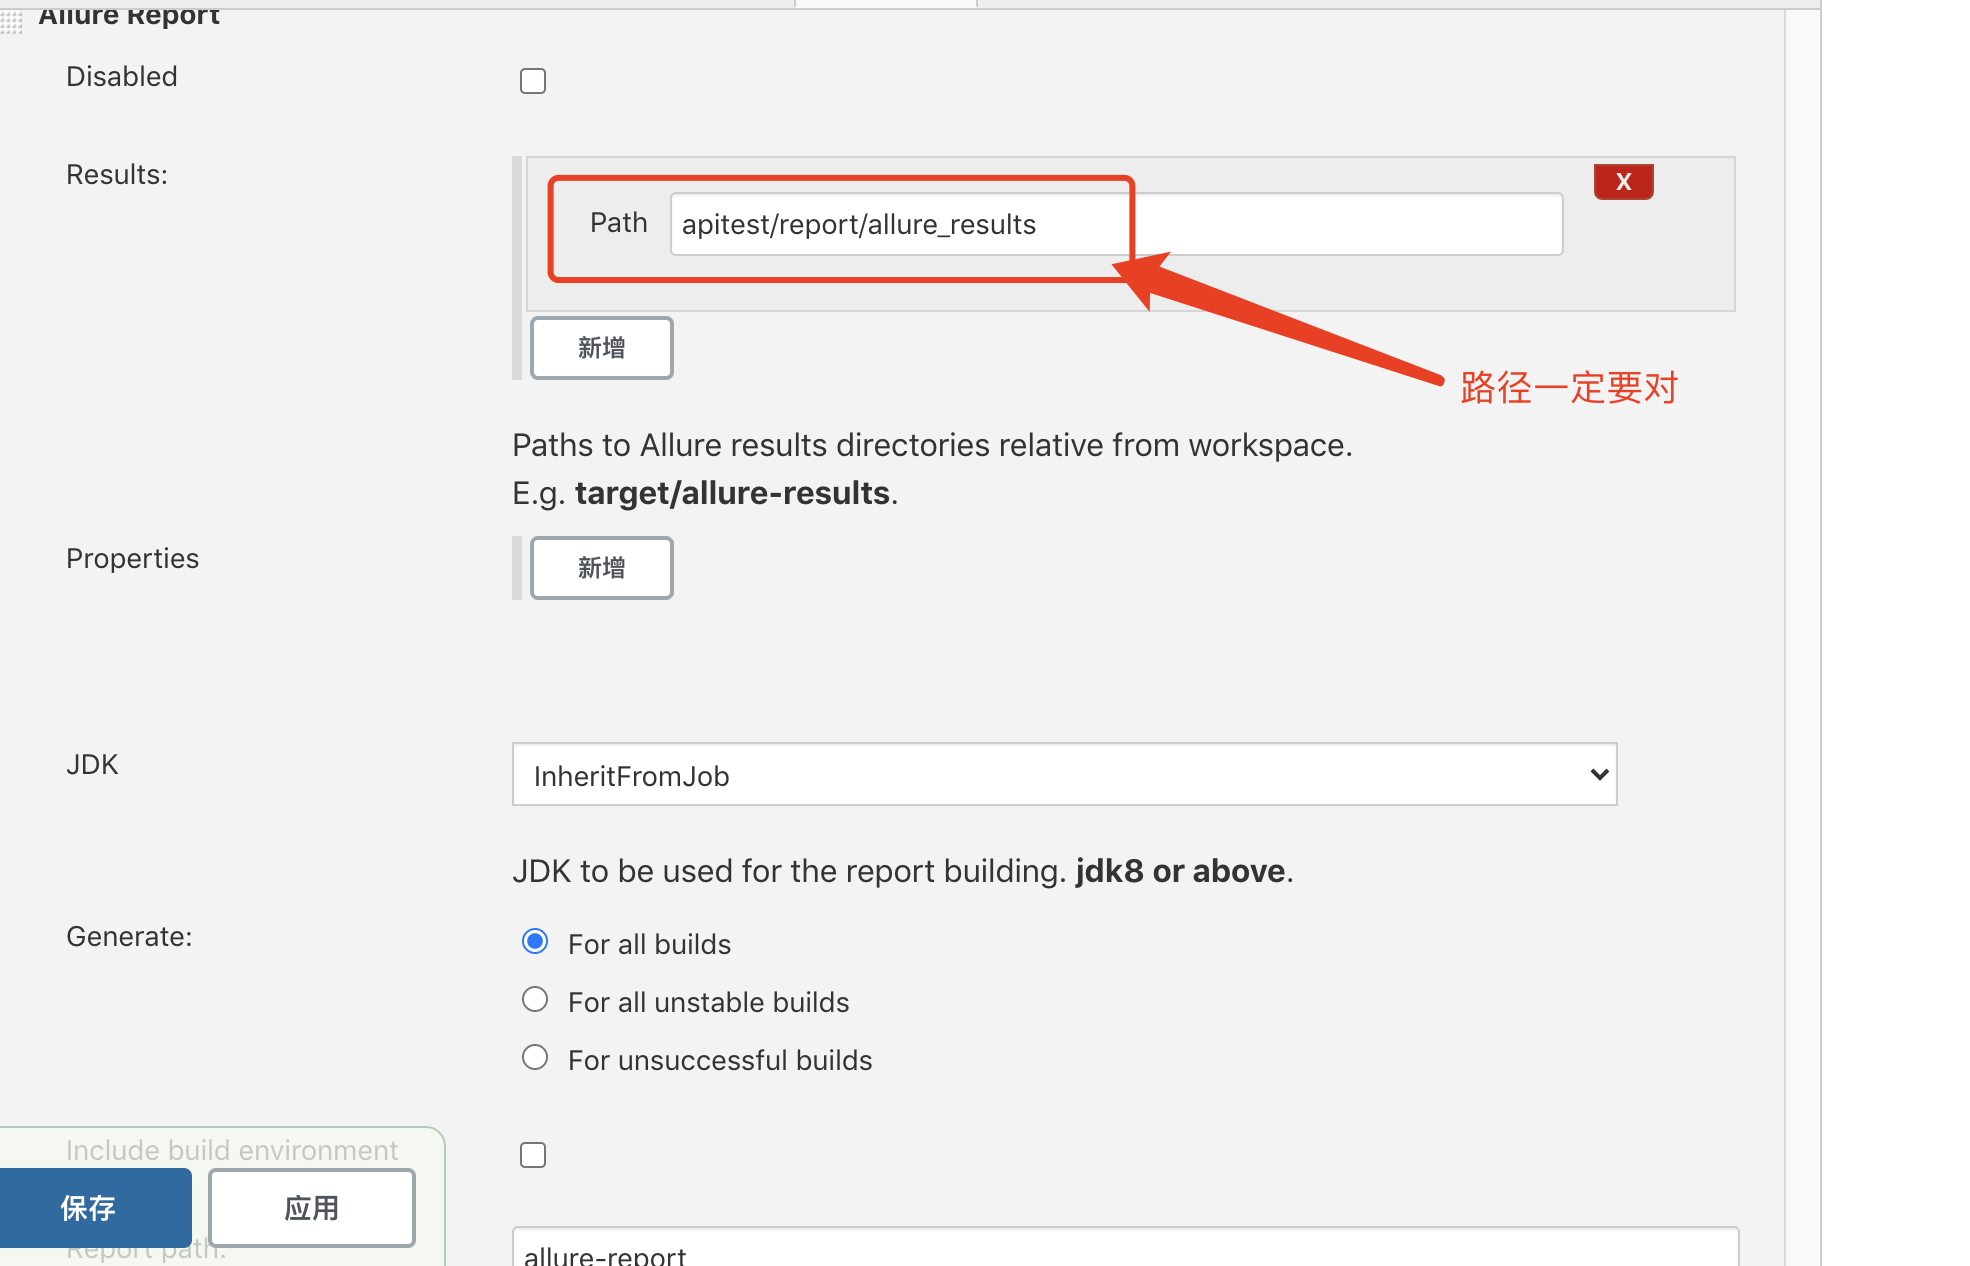 Allure Report
Disabled
Results:
X
Path apitest/report/allure_results
新增
路径一定要对
Paths to Allure results directories relative from workspace.
E.g. target/allure-results.
Properties
新增
JDK
InheritFromJob
JDK to be used for the report building. jdk8 or above.
Generate:
For all builds
For all unstable builds
For unsuccessful builds
Include build environment
保存
应用
Report path:
allure-report